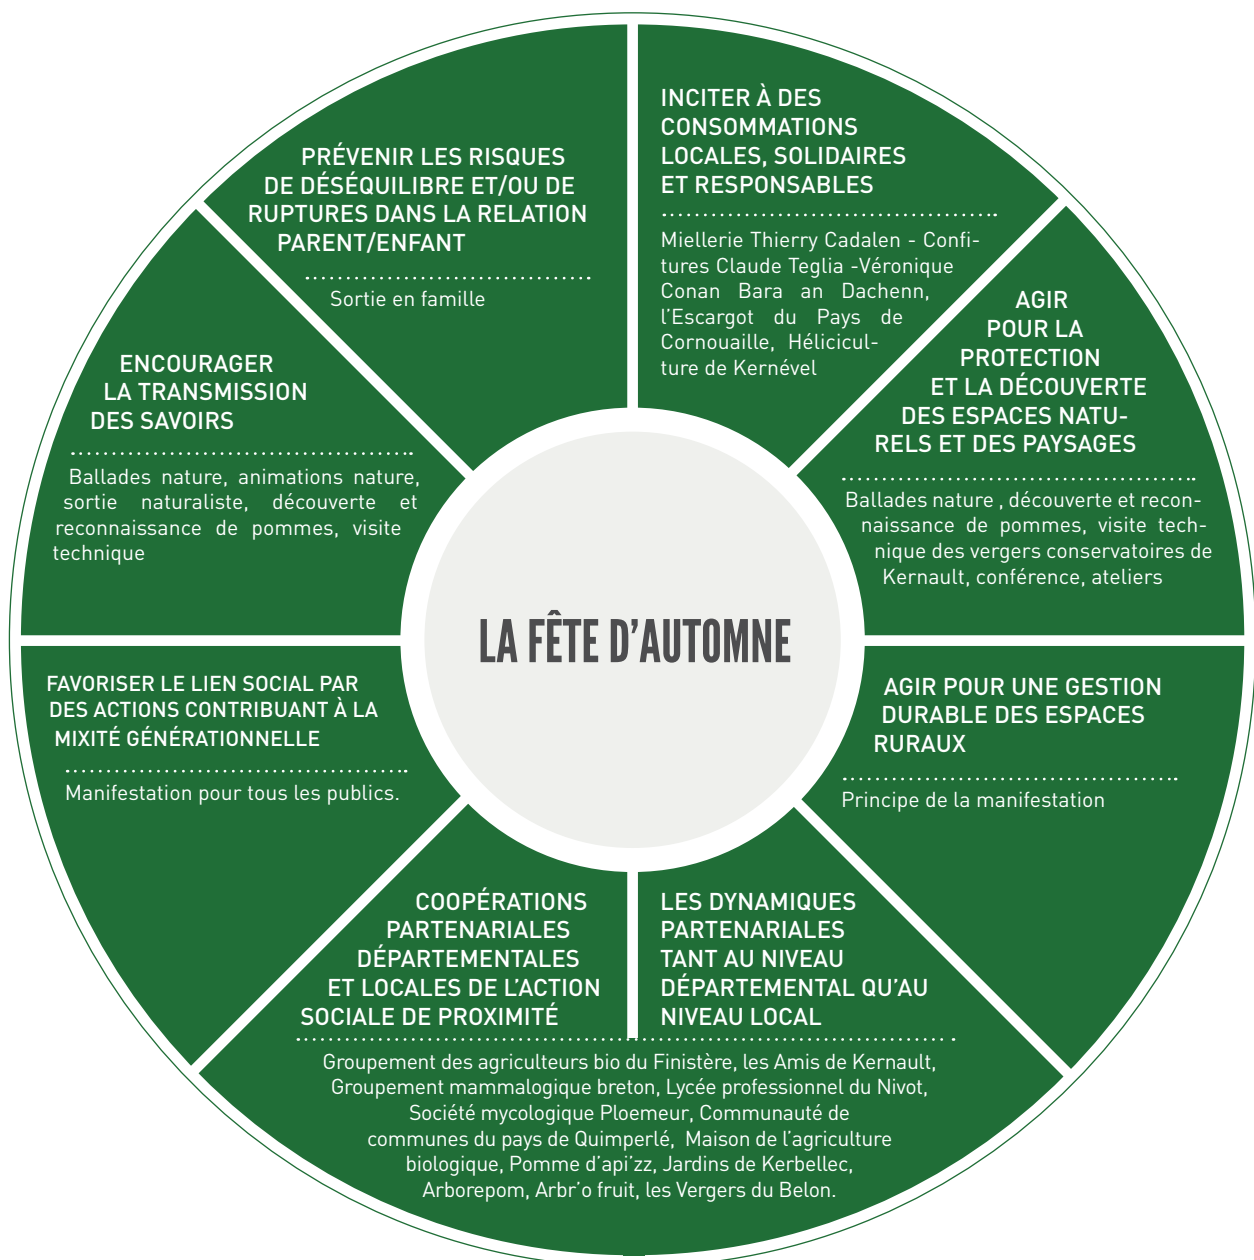 PRÉVENIR LES RISQUES
DE DÉSÉQUILIBRE ET/OU DE
RUPTURES DANS LA RELATION
PARENT/ENFANT
Sortie en famille
INCITER À DES
CONSOMMATIONS
LOCALES, SOLIDAIRES
ET RESPONSABLES
Miellerie Thierry Cadalen - Confi-
tures Claude Teglia -Véronique
Conan Bara an Dachenn,
l'Escargot du Pays de
Cornouaille, Hélicicul-
ture de Kernével
AGIR
POUR LA
PROTECTION
ET LA DÉCOUVERTE
DES ESPACES NATU-
RELS ET DES PAYSAGES
Ballades nature , découverte et recon-
naissance de pommes, visite tech-
nique des vergers conservatoires de
Kernault, conférence, ateliers
ENCOURAGER
LA TRANSMISSION
DES SAVOIRS
Ballades nature, animations nature,
sortie naturaliste, découverte et
reconnaissance de pommes, visite
technique
LA FÊTE D'AUTOMNE
FAVORISER LE LIEN SOCIAL PAR
DES ACTIONS CONTRIBUANT À LA
MIXITÉ GÉNÉRATIONNELLE
Manifestation pour tous les publics.
AGIR POUR UNE GESTION
DURABLE DES ESPACES
RURAUX
Principe de la manifestation
COOPÉRATIONS
PARTENARIALES
DÉPARTEMENTALES
ET LOCALES DE L'ACTION
SOCIALE DE PROXIMITÉ
LES DYNAMIQUES
PARTENARIALES
TANT AU NIVEAU
DÉPARTEMENTAL QU'AU
NIVEAU LOCAL
Groupement des agriculteurs bio du Finistère, les Amis de Kernault,
Groupement mammalogique breton, Lycée professionnel du Nivot,
Société mycologique Ploemeur, Communauté de
communes du pays de Quimperlé, Maison de l'agriculture
biologique, Pomme d'api'zz, Jardins de Kerbellec,
Arborepom, Arbr'o fruit, les Vergers du Belon.